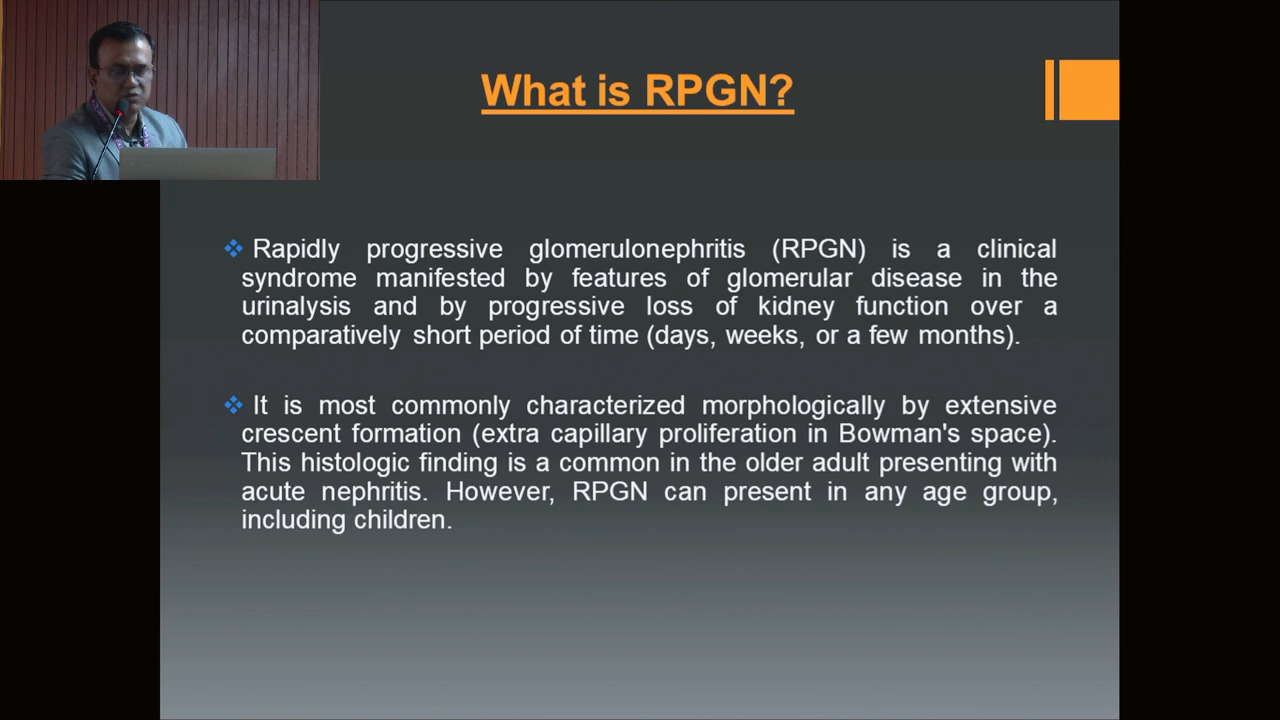 What is RPGN?
Rapidly progressive glomerulonephritis (RPGN) is a clinical
syndrome manifested by features of glomerular disease in the
urinalysis and by progressive loss of kidney function over a
comparatively short period of time (days, weeks, or a few months).
It is most commonly characterized morphologically by extensive
crescent formation (extra capillary proliferation in Bowman's space).
This histologic finding is a common in the older adult presenting with
acute nephritis. However, RPGN can present in any age group,
including children.